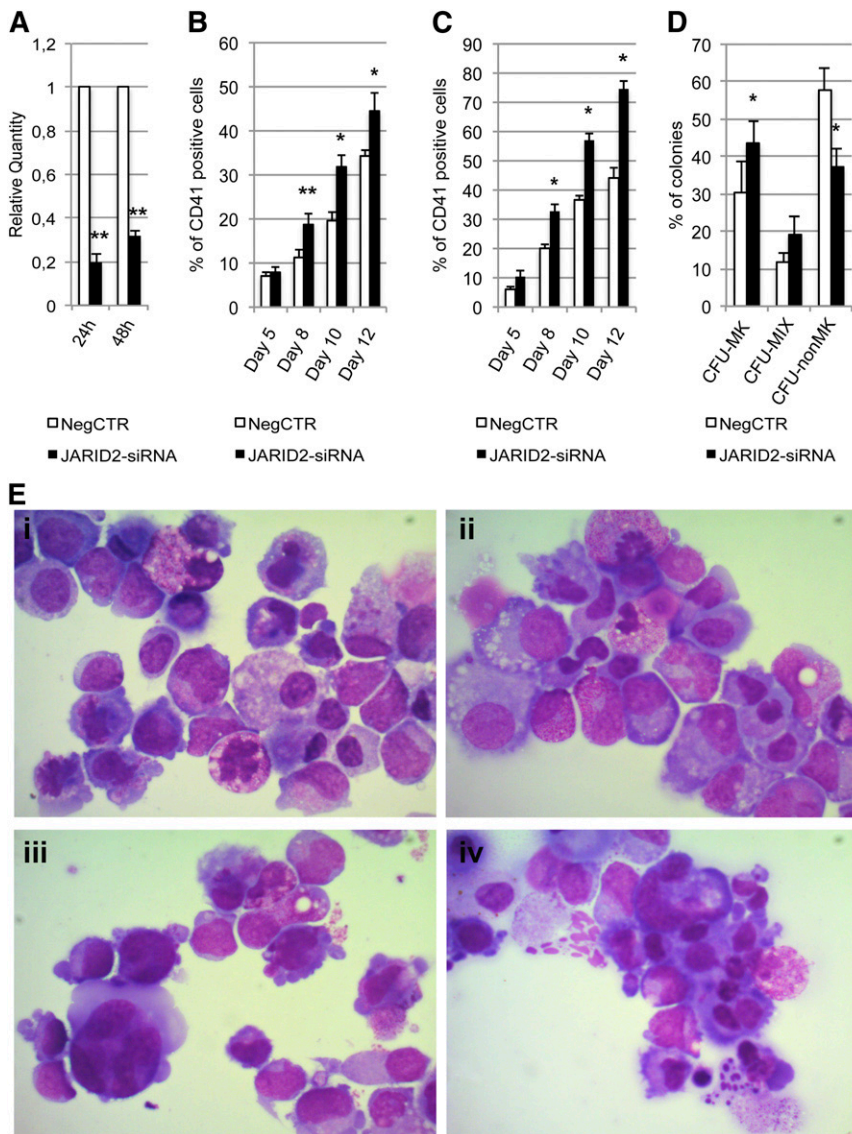 A
1,2
1
0,8
0,6
0,4
0,2
0
Relative Quantity
**
**
24h
48h
NegCTR
JARID2-siRNA
B
60
50
40
30
20
10
0
% of CD41 positive cells
**
*
*
Day 5
Day 8
Day 10
Day 12
NegCTR
JARID2-siRNA
C
90
80
70
60
50
40
30
20
10
0
% of CD41 positive cells
*
*
*
Day 5
Day 8
Day 10
Day 12
NegCTR
JARID2-siRNA
D
70
60
50
40
30
20
10
0
% of colonies
*
*
CFU-MK
CFU-MIX
CFU-nonMK
NegCTR
JARID2-siRNA
E
i
ii
iii
iv